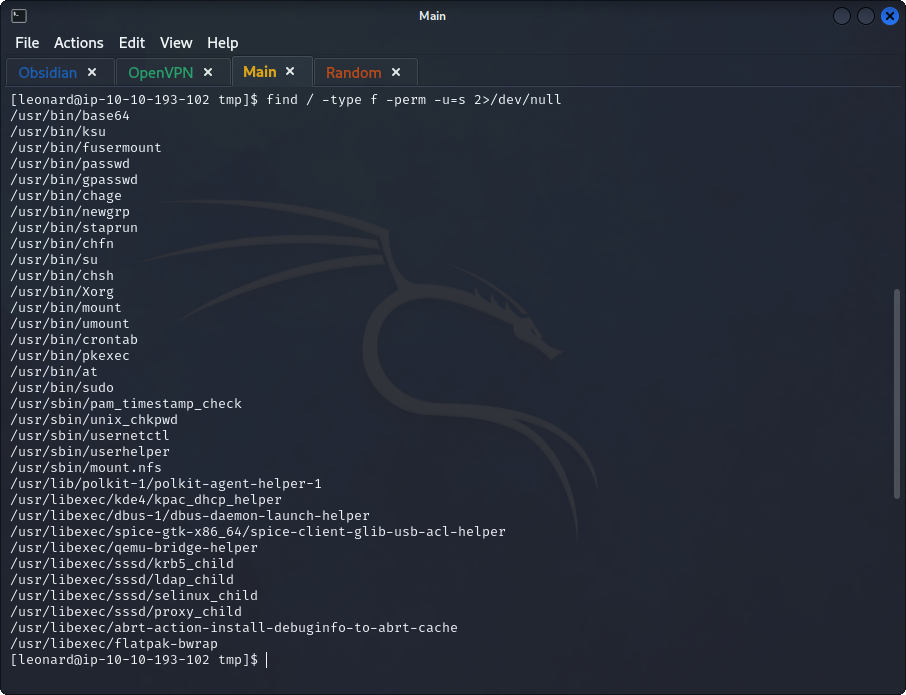 Main
File Actions Edit View Help
Obsidian × OpenVPN × Main × Random ×
[leonard@ip-10-10-193-102 tmp]$ find / -type f -perm -u=s 2>/dev/null
/usr/bin/base64
/usr/bin/ksu
/usr/bin/fusermount
/usr/bin/passwd
/usr/bin/gpasswd
/usr/bin/chage
/usr/bin/newgrp
/usr/bin/staprun
/usr/bin/chfn
/usr/bin/su
/usr/bin/chsh
/usr/bin/Xorg
/usr/bin/mount
/usr/bin/umount
/usr/bin/crontab
/usr/bin/pkexec
/usr/bin/at
/usr/bin/sudo
/usr/sbin/pam_timestamp_check
/usr/sbin/unix_chkpwd
/usr/sbin/usernetctl
/usr/sbin/userhelper
/usr/sbin/mount.nfs
/usr/lib/polkit-1/polkit-agent-helper-1
/usr/libexec/kde4/kpac_dhcp_helper
/usr/libexec/dbus-1/dbus-daemon-launch-helper
/usr/libexec/spice-gtk-x86_64/spice-client-glib-usb-acl-helper
/usr/libexec/qemu-bridge-helper
/usr/libexec/sssd/krb5_child
/usr/libexec/sssd/ldap_child
/usr/libexec/sssd/selinux_child
/usr/libexec/sssd/proxy_child
/usr/libexec/abrt-action-install-debuginfo-to-abrt-cache
/usr/libexec/flatpak-bwrap
[leonard@ip-10-10-193-102 tmp]$